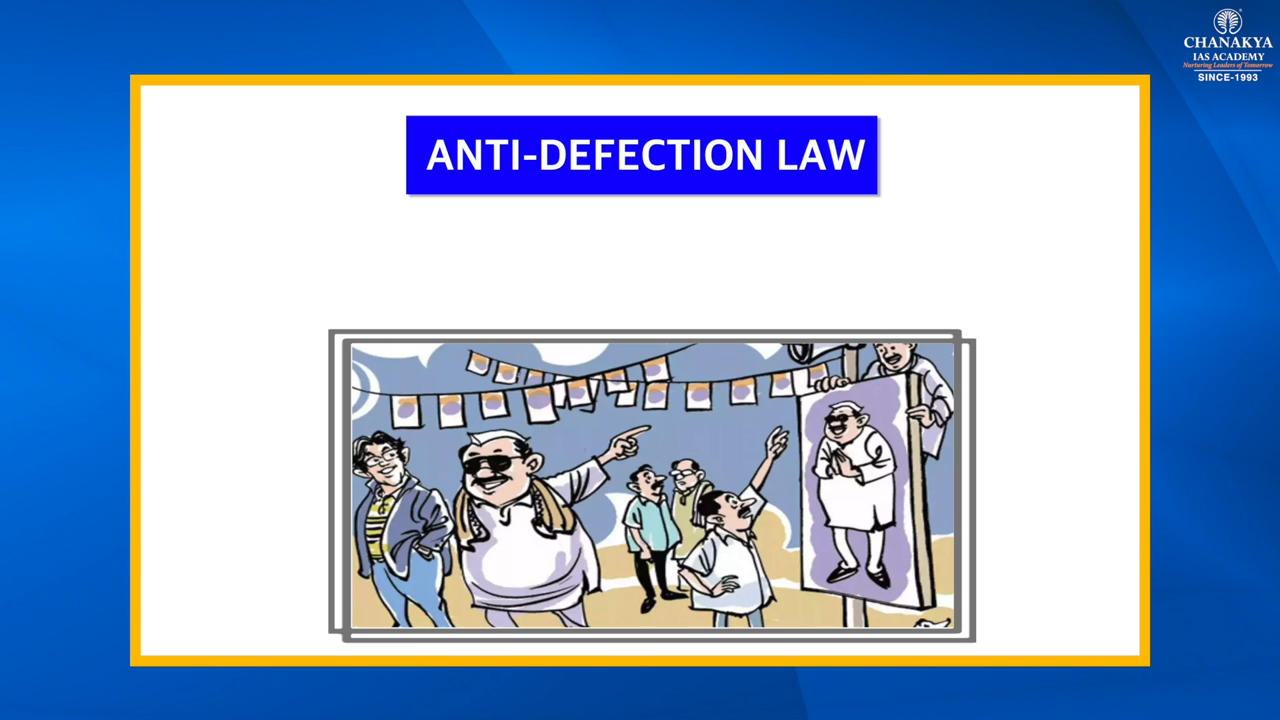 CHANAKYA
IAS ACADEMY
Nurturing Leaders of Tomorrow
SINCE-1993
ANTI-DEFECTION LAW